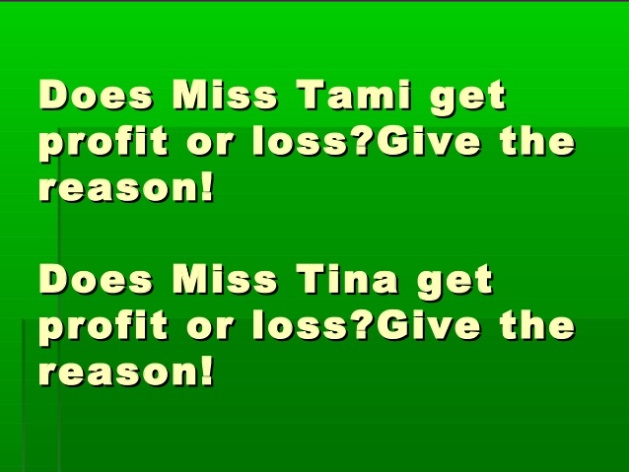 Does Miss Tami get
profit or loss?Give the
reason!
Does Miss Tina get
profit or loss?Give the
reason!